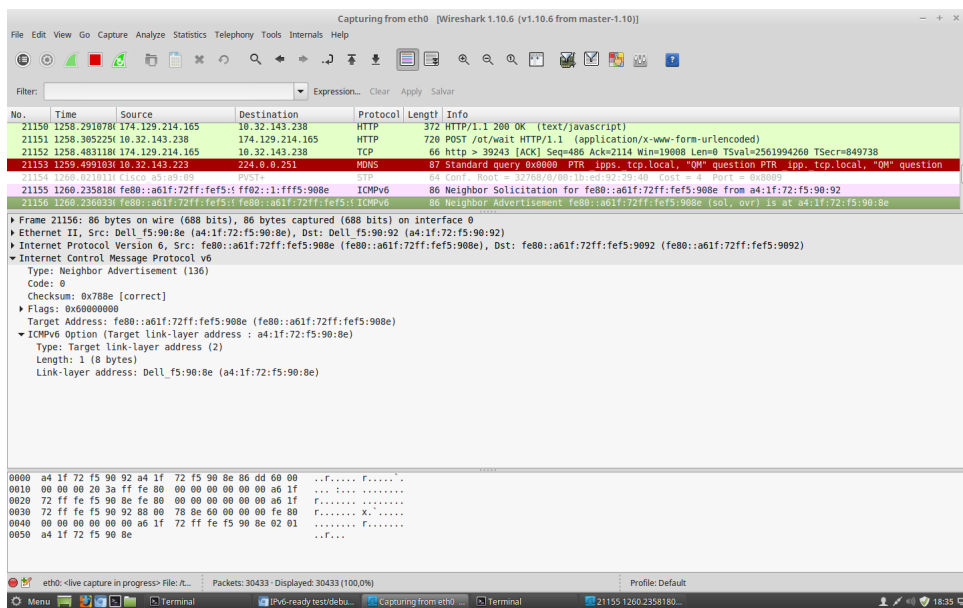 Capturing from eth0 [Wireshark 1.10.6 (v1.10.6 from master-1.10)]
File Edit View Go Capture Analyze Statistics Telephony Tools Internals Help
Filter: Expression... Clear Apply Salvar
No. Time Source Destination Protocol Length Info
21150 1258.2910780 174.129.214.165 10.32.143.238 HTTP 372 HTTP/1.1 200 OK (text/javascript)
21151 1258.3052250 10.32.143.238 174.129.214.165 HTTP 720 POST /ot/wait HTTP/1.1 (application/x-www-form-urlencoded)
21152 1258.4831180 174.129.214.165 10.32.143.238 TCP 66 http > 39243 [ACK] Seq=486 Ack=2114 Win=19008 Len=0 TSval=2561994260 TSecr=849738
21153 1259.4991030 10.32.143.223 224.0.0.251 MDNS 87 Standard query 0x0000 PTR _ipps._tcp.local, "QM" question PTR _ipp._tcp.local, "QM" question
21154 1260.0210110 Cisco_a5:a9:09 PVST+ STP 64 Conf. Root = 32768/0/00:1b:ed:92:29:40 Cost = 4 Port = 0x8009
21155 1260.2358180 fe80::a61f:72ff:fef5:9 ff02::1:fff5:908e ICMPv6 86 Neighbor Solicitation for fe80::a61f:72ff:fef5:908e from a4:1f:72:f5:90:92
21156 1260.2360330 fe80::a61f:72ff:fef5:9 fe80::a61f:72ff:fef5:9 ICMPv6 86 Neighbor Advertisement fe80::a61f:72ff:fef5:908e (sol, ovr) is at a4:1f:72:f5:90:8e
Frame 21156: 86 bytes on wire (688 bits), 86 bytes captured (688 bits) on interface 0
Ethernet II, Src: Dell_f5:90:8e (a4:1f:72:f5:90:8e), Dst: Dell_f5:90:92 (a4:1f:72:f5:90:92)
Internet Protocol Version 6, Src: fe80::a61f:72ff:fef5:908e (fe80::a61f:72ff:fef5:908e), Dst: fe80::a61f:72ff:fef5:9092 (fe80::a61f:72ff:fef5:9092)
Internet Control Message Protocol v6
Type: Neighbor Advertisement (136)
Code: 0
Checksum: 0x788e [correct]
Flags: 0x60000000
Target Address: fe80::a61f:72ff:fef5:908e (fe80::a61f:72ff:fef5:908e)
ICMPv6 Option (Target link-layer address : a4:1f:72:f5:90:8e)
Type: Target link-layer address (2)
Length: 1 (8 bytes)
Link-layer address: Dell_f5:90:8e (a4:1f:72:f5:90:8e)
0000 a4 1f 72 f5 90 92 a4 1f 72 f5 90 8e 86 dd 60 00 ..r..... r.....`.
0010 00 00 00 20 3a ff fe 80 00 00 00 00 00 00 a6 1f ... :... ........
0020 72 ff fe f5 90 8e fe 80 00 00 00 00 00 00 a6 1f r....... ........
0030 72 ff fe f5 90 92 88 00 78 8e 60 00 00 00 fe 80 r....... x.`.....
0040 00 00 00 00 00 00 a6 1f 72 ff fe f5 90 8e 02 01 ........ r.......
0050 a4 1f 72 f5 90 8e ..r...
eth0: <live capture in progress> File: /t... Packets: 30433 · Displayed: 30433 (100,0%) Profile: Default
Menu Terminal IPv6-ready test/debu... Capturing from eth0 ... Terminal 21155 1260.2358180... 18:35